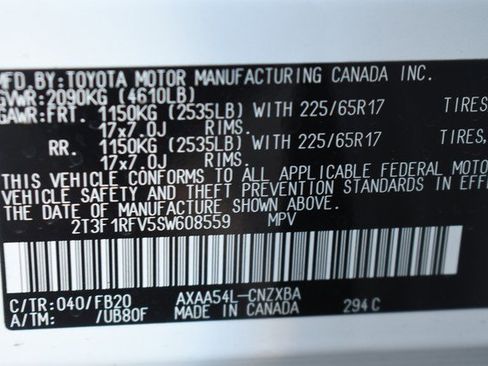 MFD.BY:TOYOTA MOTOR MANUFACTURING CANADA INC.
GVWR:2090KG (4610LB)
GAWR:FRT. 1150KG (2535LB) WITH 225/65R17 TIRES
17x7.0J RIMS.
RR. 1150KG (2535LB) WITH 225/65R17 TIRES,
17x7.0J RIMS.
THIS VEHICLE CONFORMS TO ALL APPLICABLE FEDERAL MOTOR
VEHICLE SAFETY AND THEFT PREVENTION STANDARDS IN EFFE
THE DATE OF MANUFACTURE SHOWN ABOVE.
2T3F1RFV5SW608559 MPV
C/TR:040/FB20 AXAA54L-CNZXBA
A/TM: /UB80F MADE IN CANADA 294C